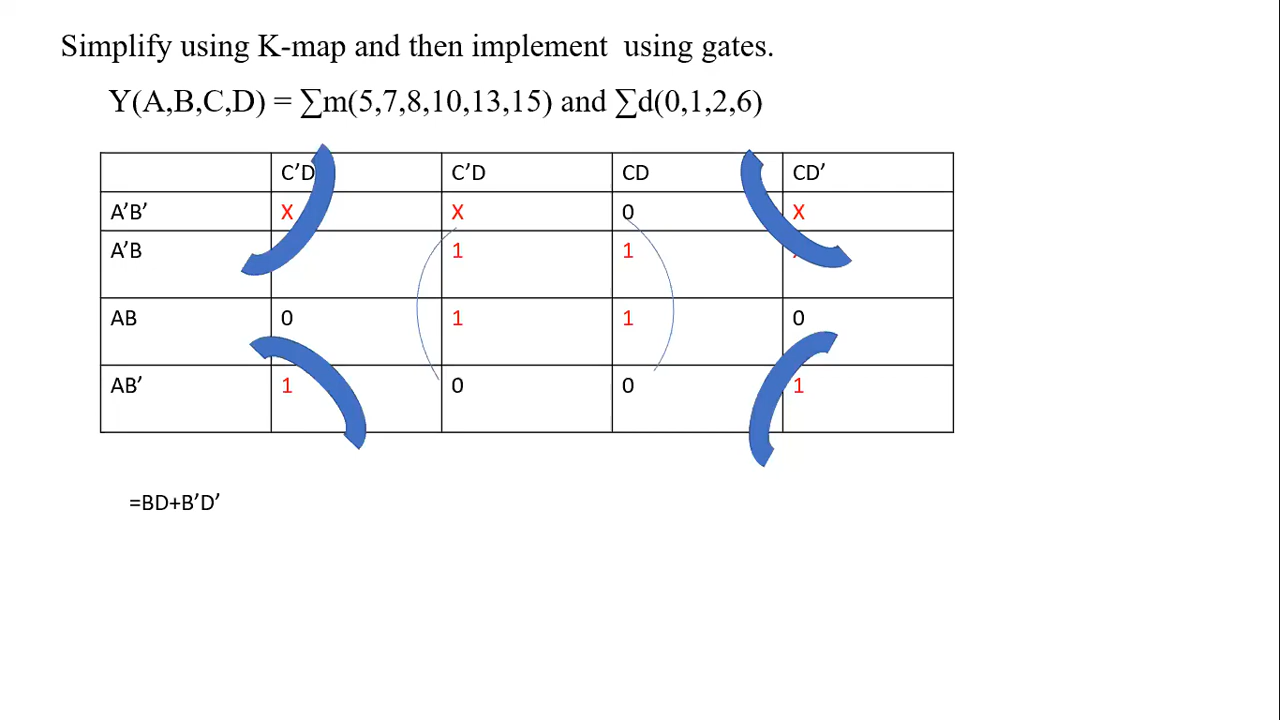 Simplify using K-map and then implement using gates.
Y(A,B,C,D) = ∑m(5,7,8,10,13,15) and ∑d(0,1,2,6)
C’D C’D CD CD’
A’B’ X X 0 X
A’B 1 1
AB 0 1 1 0
AB’ 1 0 0 1
=BD+B’D’